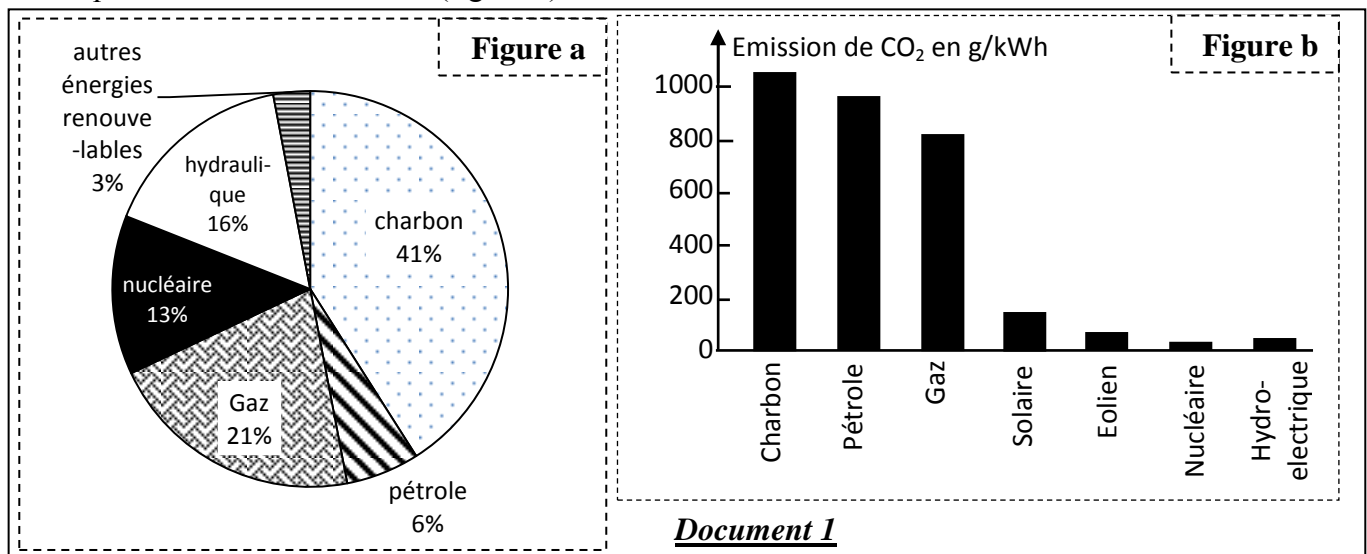 Figure a
autres
énergies
renouve
-lables
3%
hydrauli-
que
16%
charbon
41%
nucléaire
13%
Gaz
21%
pétrole
6%
Figure b
Emission de CO₂ en g/kWh
1000
800
600
400
200
0
Charbon
Pétrole
Gaz
Solaire
Eolien
Nucléaire
Hydro-
electrique
Document 1